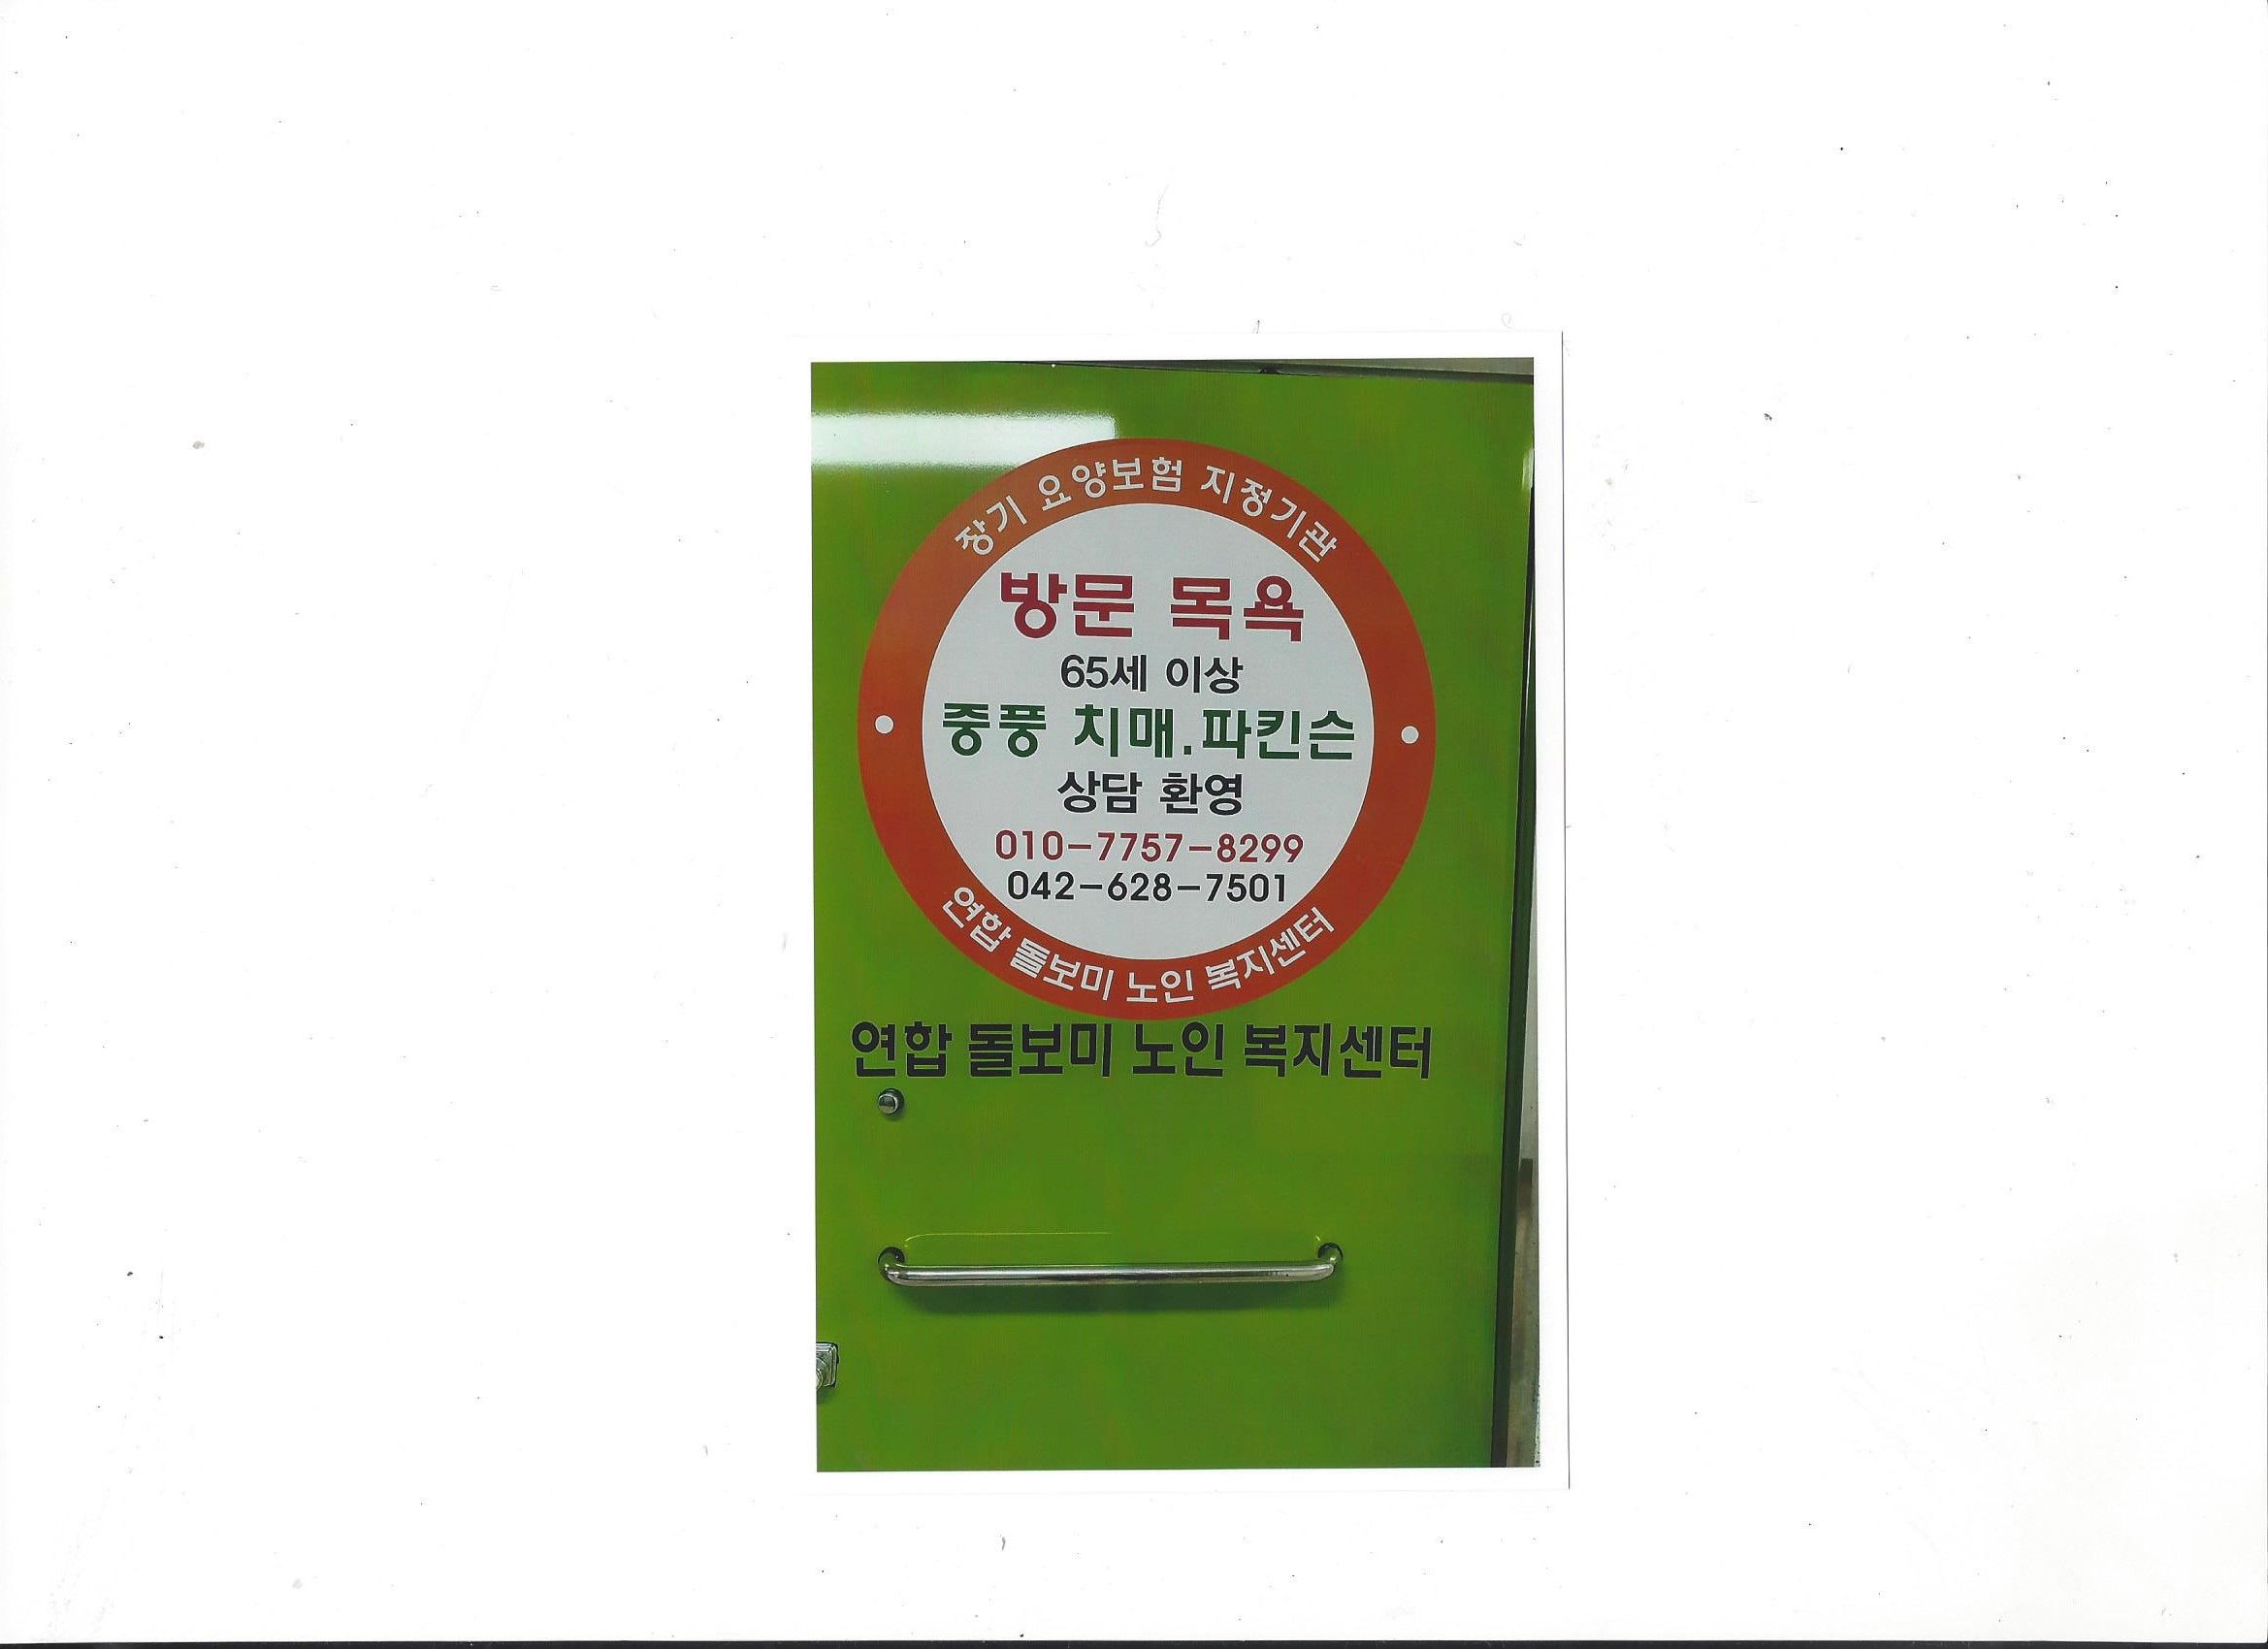 장기 요양보험 지정기관
방문 목욕
65세 이상
중풍 치매.파킨슨
상담 환영
010-7757-8299
042-628-7501
연합 돌보미 노인 복지센터
연합 돌보미 노인 복지센터